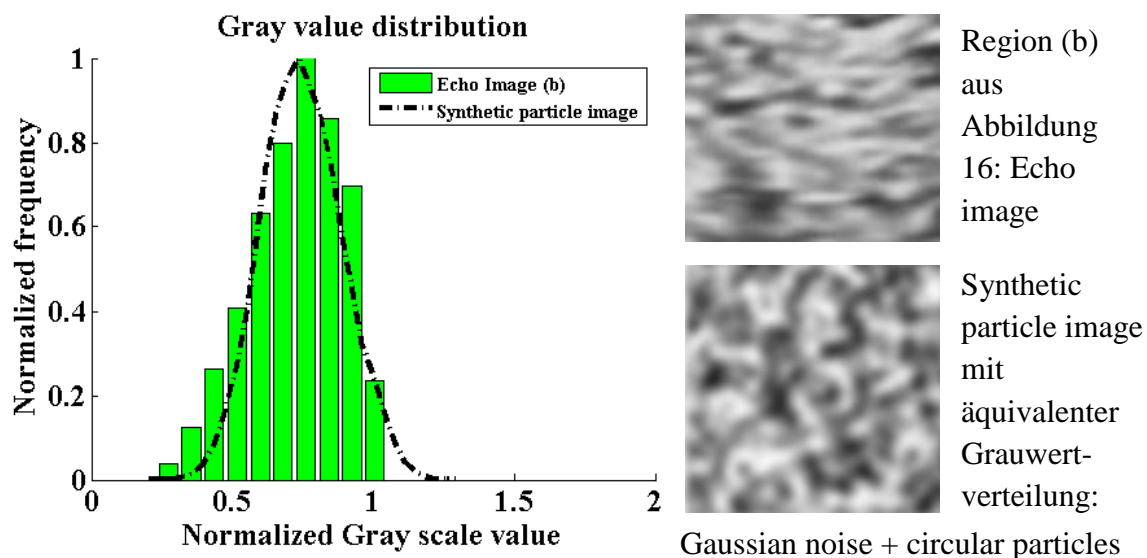 Gray value distribution
Echo Image (b)
Synthetic particle image
Normalized frequency
1
0.8
0.6
0.4
0.2
0
0
0.5
1
1.5
2
Normalized Gray scale value
Region (b)
aus
Abbildung
16: Echo
image
Synthetic
particle image
mit
äquivalenter
Grauwert-
verteilung:
Gaussian noise + circular particles